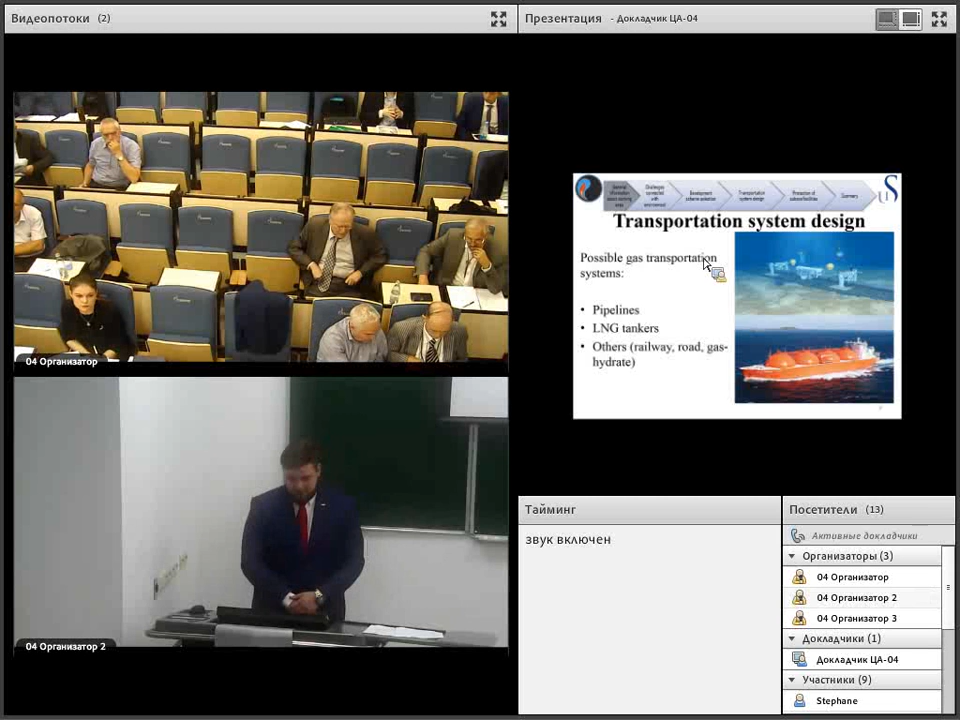 Видеопотоки (2)
Презентация - Докладчик ЦА-04
04 Организатор
04 Организатор 2
Summary
Transportation system design
Possible gas transportation
systems:
• Pipelines
• LNG tankers
• Others (railway, road, gas-
hydrate)
Тайминг
звук включен
Посетители (13)
Активные докладчики
Организаторы (3)
04 Организатор
04 Организатор 2
04 Организатор 3
Докладчики (1)
Докладчик ЦА-04
Участники (9)
Stephane